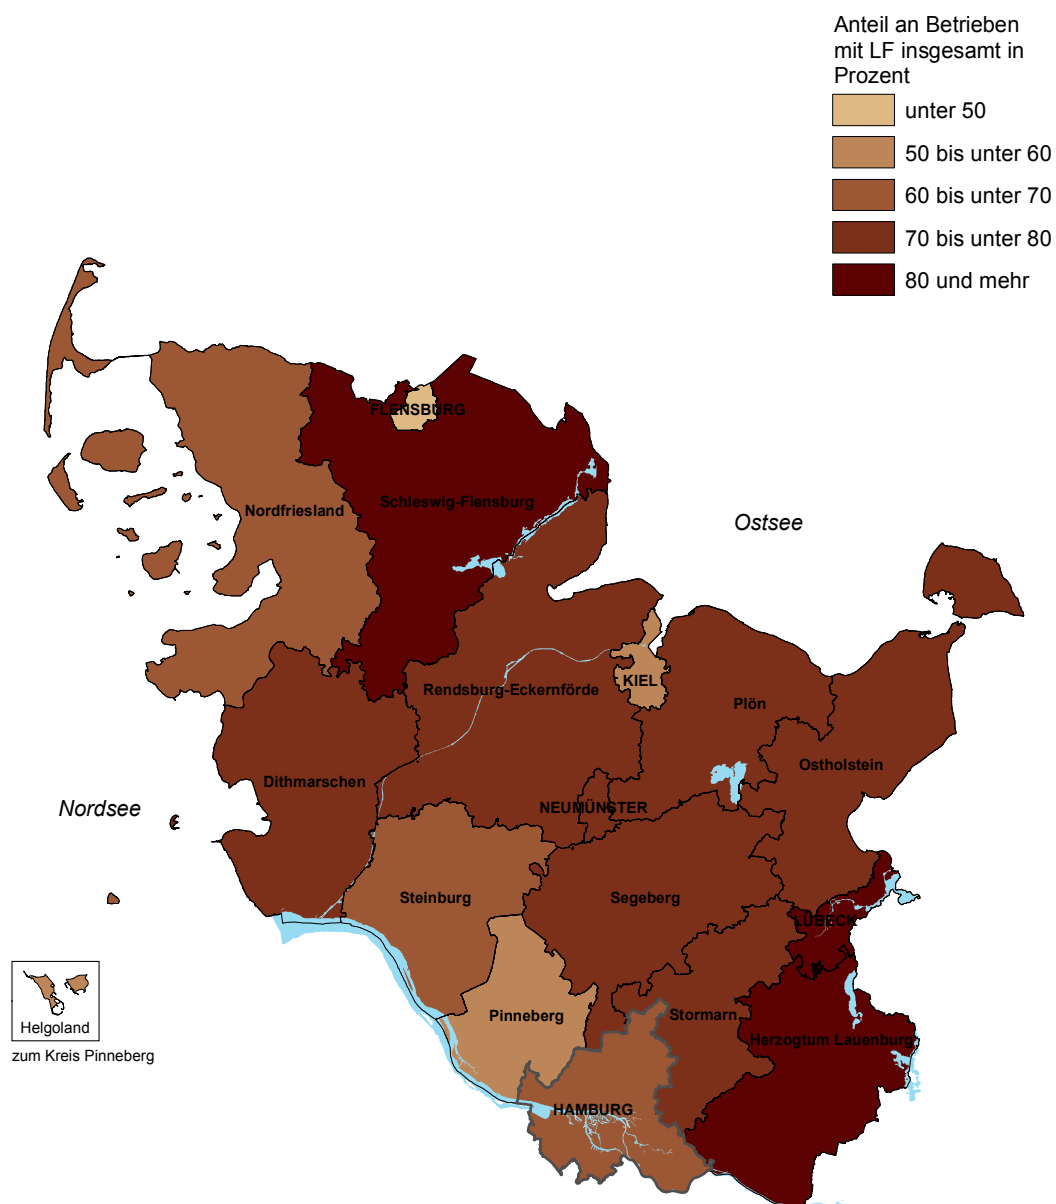 Anteil an Betrieben
mit LF insgesamt in
Prozent
unter 50
50 bis unter 60
60 bis unter 70
70 bis unter 80
80 und mehr
FLENSBURG
Schleswig-Flensburg
Nordfriesland
Ostsee
KIEL
Rendsburg-Eckernförde
Plön
Ostholstein
Dithmarschen
Nordsee
NEUMÜNSTER
Steinburg
Segeberg
LÜBECK
Pinneberg
Stormarn
Helgoland
Herzogtum Lauenburg
zum Kreis Pinneberg
HAMBURG